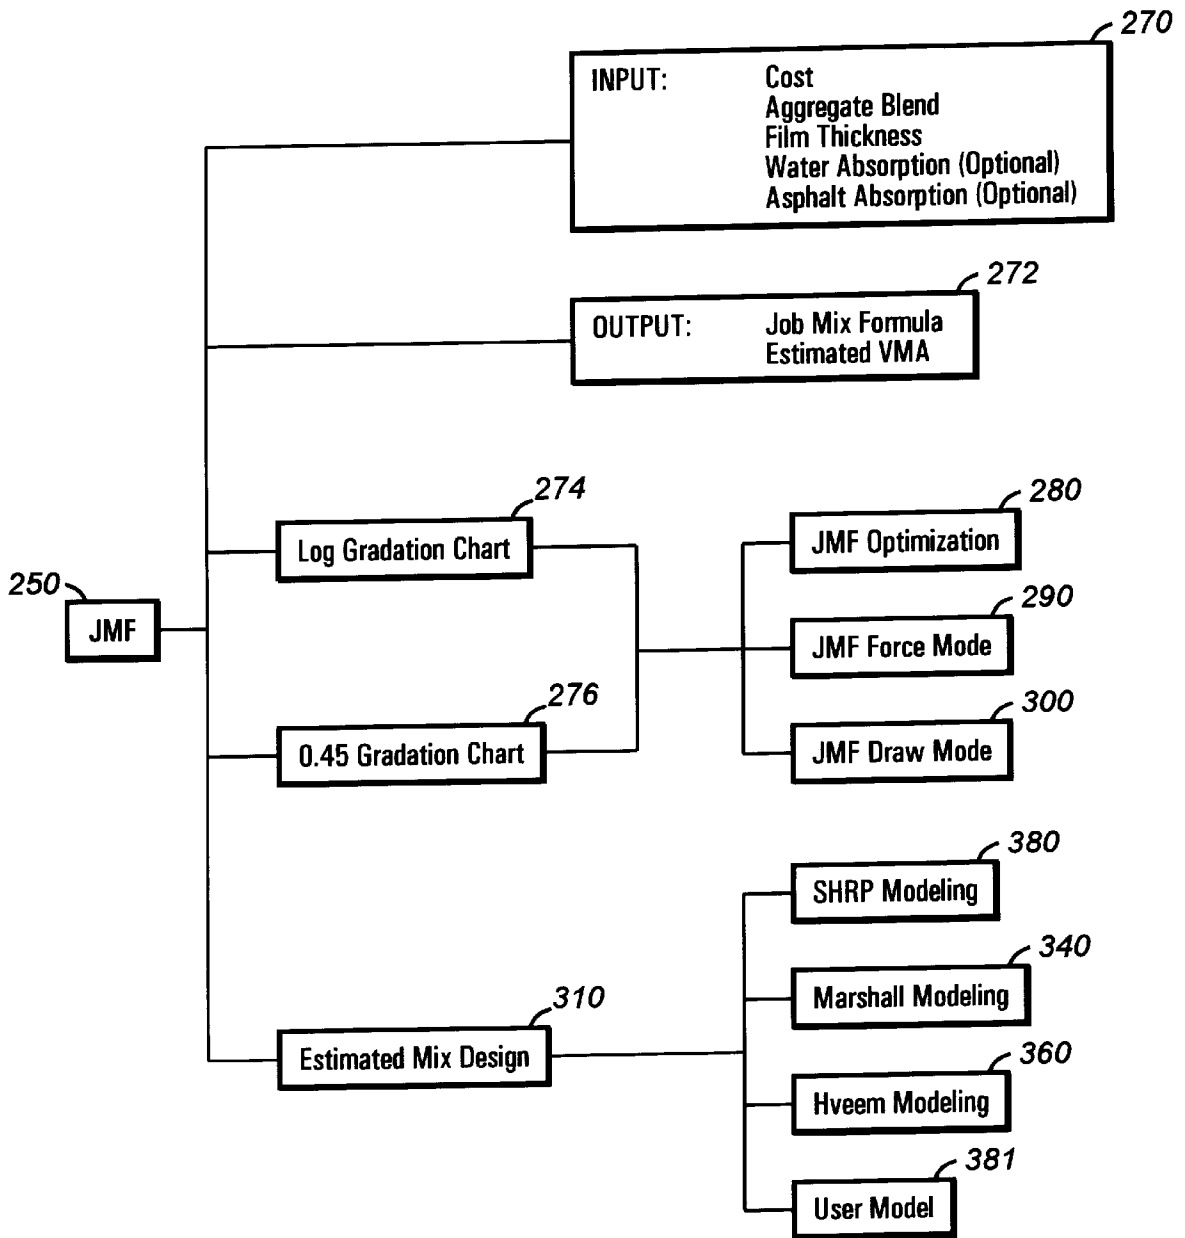 270
INPUT: Cost
Aggregate Blend
Film Thickness
Water Absorption (Optional)
Asphalt Absorption (Optional)
272
OUTPUT: Job Mix Formula
Estimated VMA
274
Log Gradation Chart
280
JMF Optimization
250
JMF
290
JMF Force Mode
276
0.45 Gradation Chart
300
JMF Draw Mode
380
SHRP Modeling
340
Marshall Modeling
310
Estimated Mix Design
360
Hveem Modeling
381
User Model